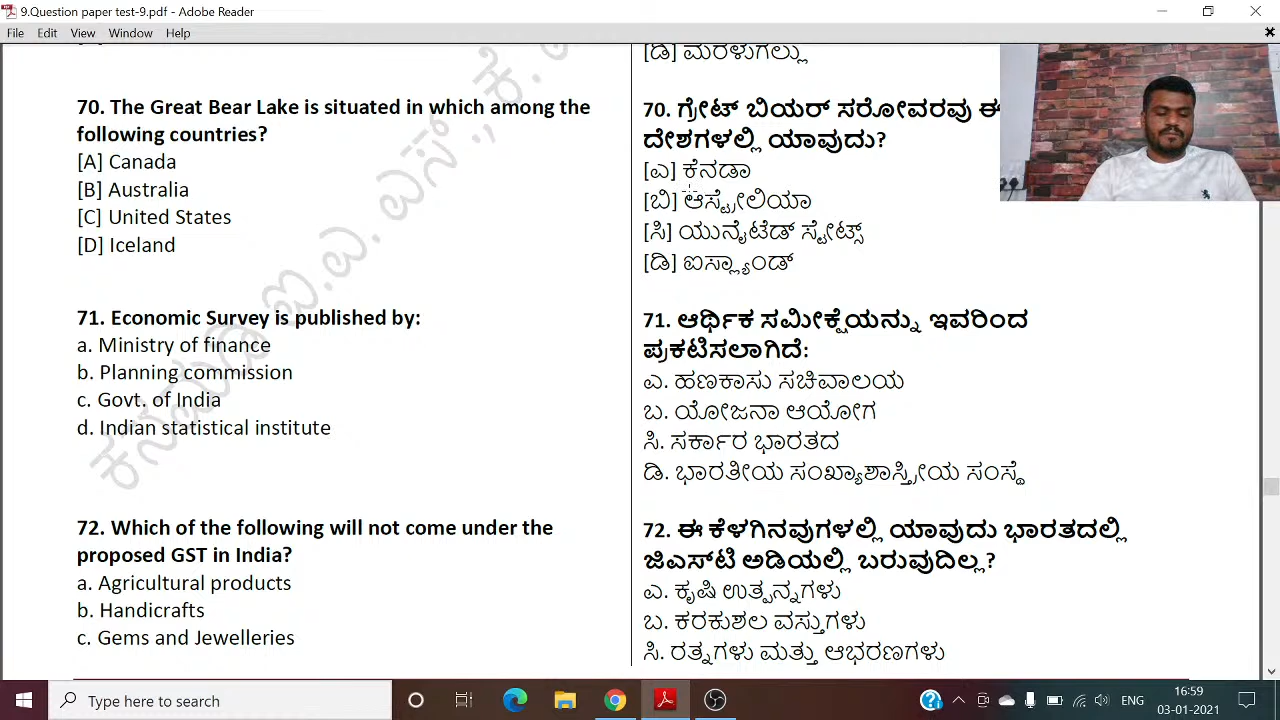 9.Question paper test-9.pdf - Adobe Reader
File Edit View Window Help
70. The Great Bear Lake is situated in which among the
following countries?
[A] Canada
[B] Australia
[C] United States
[D] Iceland
71. Economic Survey is published by:
a. Ministry of finance
b. Planning commission
c. Govt. of India
d. Indian statistical institute
72. Which of the following will not come under the
proposed GST in India?
a. Agricultural products
b. Handicrafts
c. Gems and Jewelleries
[ಡಿ] ಮರಳುಗಲ್ಲು
70. ಗ್ರೇಟ್ ಬಿಯರ್ ಸರೋವರವು ಈ
ದೇಶಗಳಲ್ಲಿ ಯಾವುದು?
[ಎ] ಕೆನಡಾ
[ಬಿ] ಆಸ್ಟ್ರೇಲಿಯಾ
[ಸಿ] ಯುನೈಟೆಡ್ ಸ್ಟೇಟ್ಸ್
[ಡಿ] ಐಸ್ಲ್ಯಾಂಡ್
71. ಆರ್ಥಿಕ ಸಮೀಕ್ಷೆಯನ್ನು ಇವರಿಂದ
ಪ್ರಕಟಿಸಲಾಗಿದೆ:
ಎ. ಹಣಕಾಸು ಸಚಿವಾಲಯ
ಬ. ಯೋಜನಾ ಆಯೋಗ
ಸಿ. ಸರ್ಕಾರ ಭಾರತದ
ಡಿ. ಭಾರತೀಯ ಸಂಖ್ಯಾಶಾಸ್ತ್ರೀಯ ಸಂಸ್ಥೆ
72. ಈ ಕೆಳಗಿನವುಗಳಲ್ಲಿ ಯಾವುದು ಭಾರತದಲ್ಲಿ
ಜಿಎಸ್‌ಟಿ ಅಡಿಯಲ್ಲಿ ಬರುವುದಿಲ್ಲ?
ಎ. ಕೃಷಿ ಉತ್ಪನ್ನಗಳು
ಬ. ಕರಕುಶಲ ವಸ್ತುಗಳು
ಸಿ. ರತ್ನಗಳು ಮತ್ತು ಆಭರಣಗಳು
Type here to search
ENG
16:59
03-01-2021